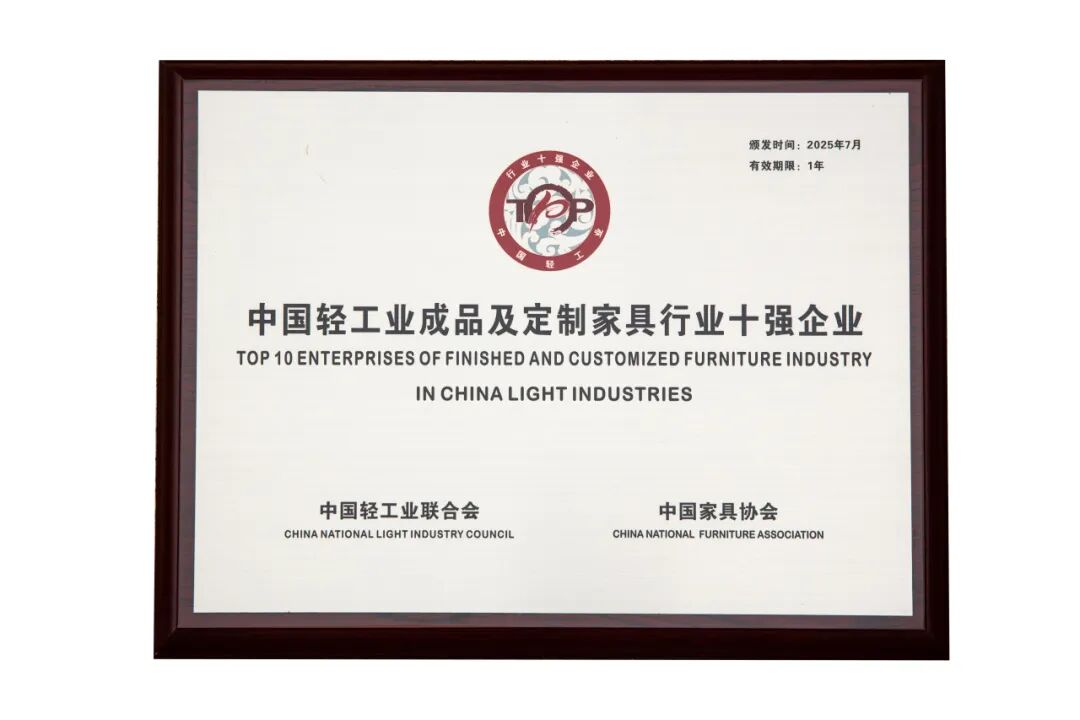 颁发时间：2025年7月
有效期限：1年
行业十强企业
TOP
中国轻工业
中国轻工业成品及定制家具行业十强企业
TOP 10 ENTERPRISES OF FINISHED AND CUSTOMIZED FURNITURE INDUSTRY
IN CHINA LIGHT INDUSTRIES
中国轻工业联合会
CHINA NATIONAL LIGHT INDUSTRY COUNCIL
中国家具协会
CHINA NATIONAL FURNITURE ASSOCIATION